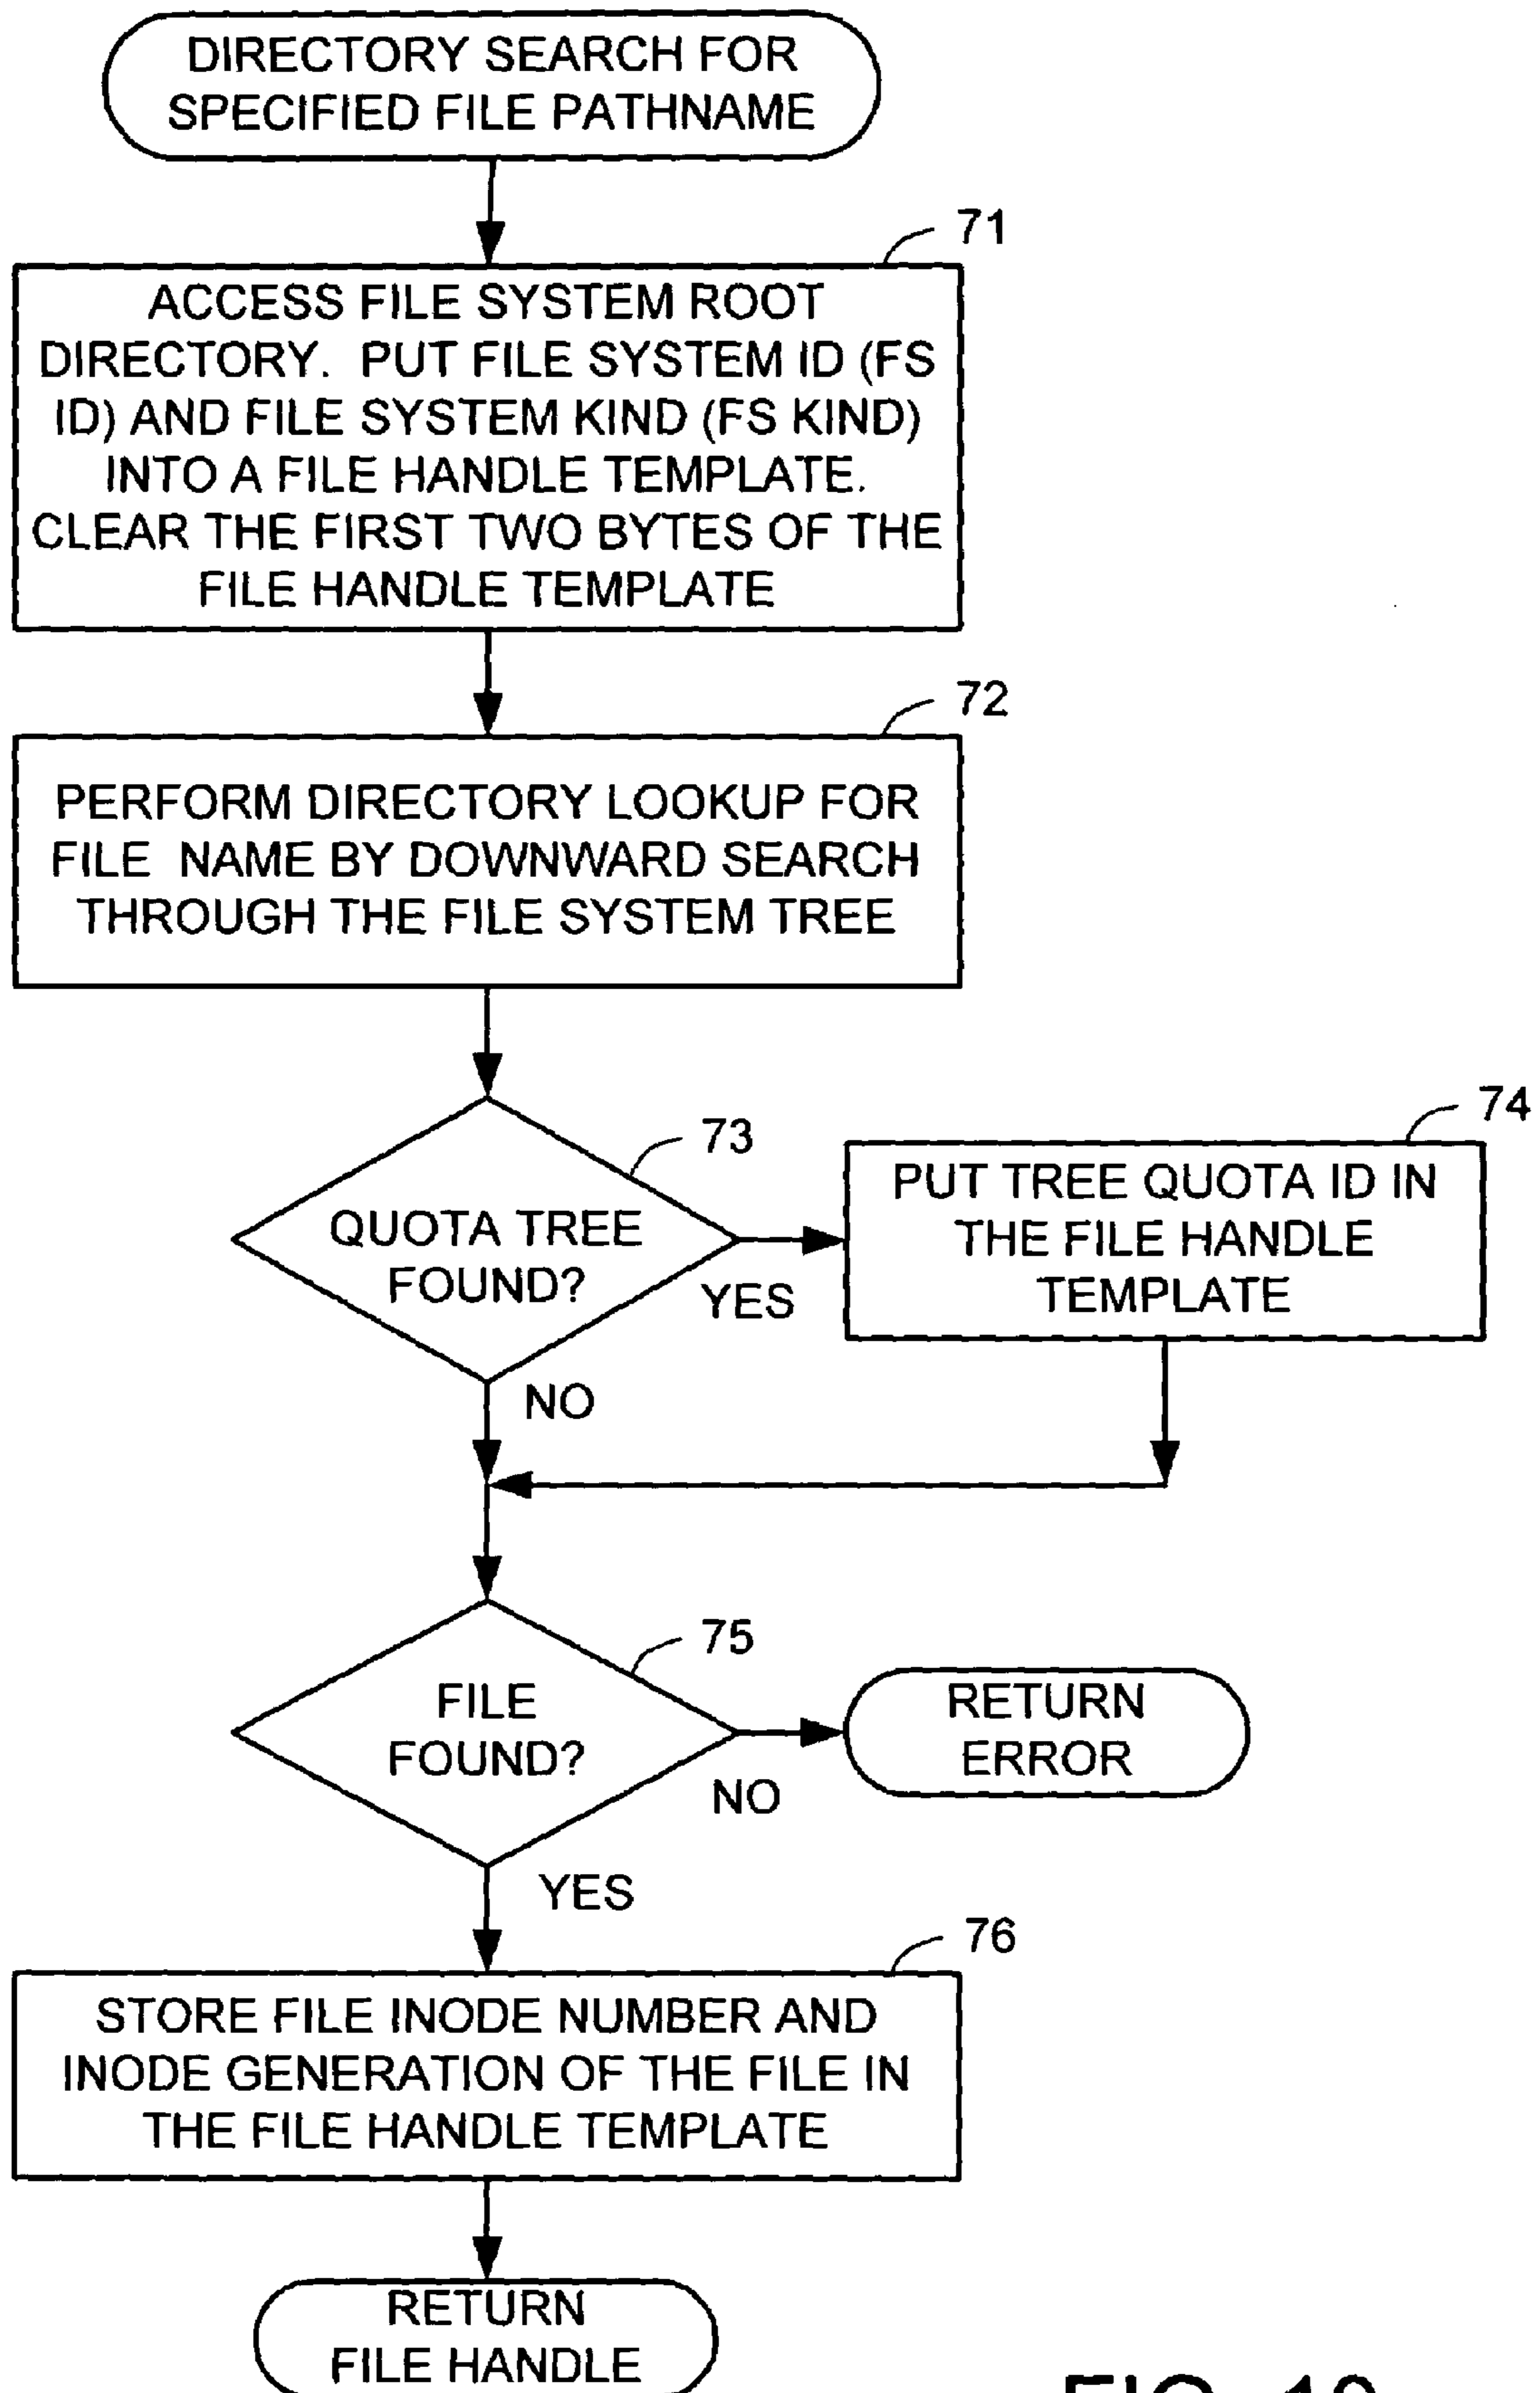 DIRECTORY SEARCH FOR
SPECIFIED FILE PATHNAME
71
ACCESS FILE SYSTEM ROOT
DIRECTORY. PUT FILE SYSTEM ID (FS
ID) AND FILE SYSTEM KIND (FS KIND)
INTO A FILE HANDLE TEMPLATE.
CLEAR THE FIRST TWO BYTES OF THE
FILE HANDLE TEMPLATE
72
PERFORM DIRECTORY LOOKUP FOR
FILE NAME BY DOWNWARD SEARCH
THROUGH THE FILE SYSTEM TREE
73
QUOTA TREE
FOUND?
YES
74
PUT TREE QUOTA ID IN
THE FILE HANDLE
TEMPLATE
NO
75
FILE
FOUND?
NO
RETURN
ERROR
YES
76
STORE FILE INODE NUMBER AND
INODE GENERATION OF THE FILE IN
THE FILE HANDLE TEMPLATE
RETURN
FILE HANDLE